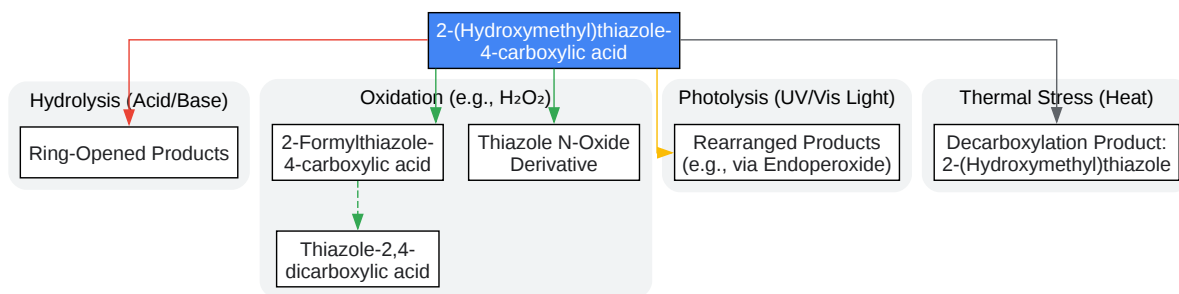 2-(Hydroxymethyl)thiazole-
4-carboxylic acid
Hydrolysis (Acid/Base)
Ring-Opened Products
Oxidation (e.g., H₂O₂)
2-Formylthiazole-
4-carboxylic acid
Thiazole N-Oxide
Derivative
Thiazole-2,4-
dicarboxylic acid
Photolysis (UV/Vis Light)
Rearranged Products
(e.g., via Endoperoxide)
Thermal Stress (Heat)
Decarboxylation Product:
2-(Hydroxymethyl)thiazole